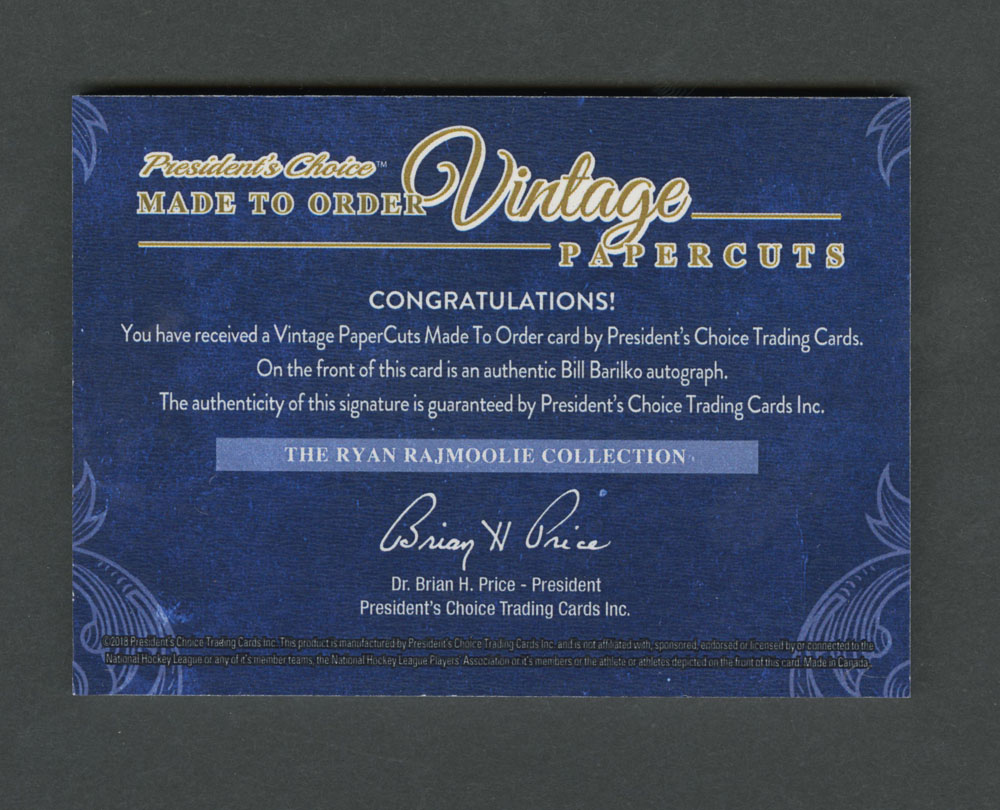 President's Choice™
MADE TO ORDER Vintage
PAPERCUTS
CONGRATULATIONS!
You have received a Vintage PaperCuts Made To Order card by President's Choice Trading Cards.
On the front of this card is an authentic Bill Barilko autograph.
The authenticity of this signature is guaranteed by President's Choice Trading Cards Inc.
THE RYAN RAJMOOLIE COLLECTION
Brian H Price
Dr. Brian H. Price - President
President's Choice Trading Cards Inc.
©2018 President's Choice Trading Cards Inc. This product is manufactured by President's Choice Trading Cards Inc. and is not affiliated with, sponsored, endorsed or licensed by or connected to the
National Hockey League or any of it's member teams, the National Hockey League Players' Association or it's members or the athlete or athletes depicted on the front of this card. Made in Canada.